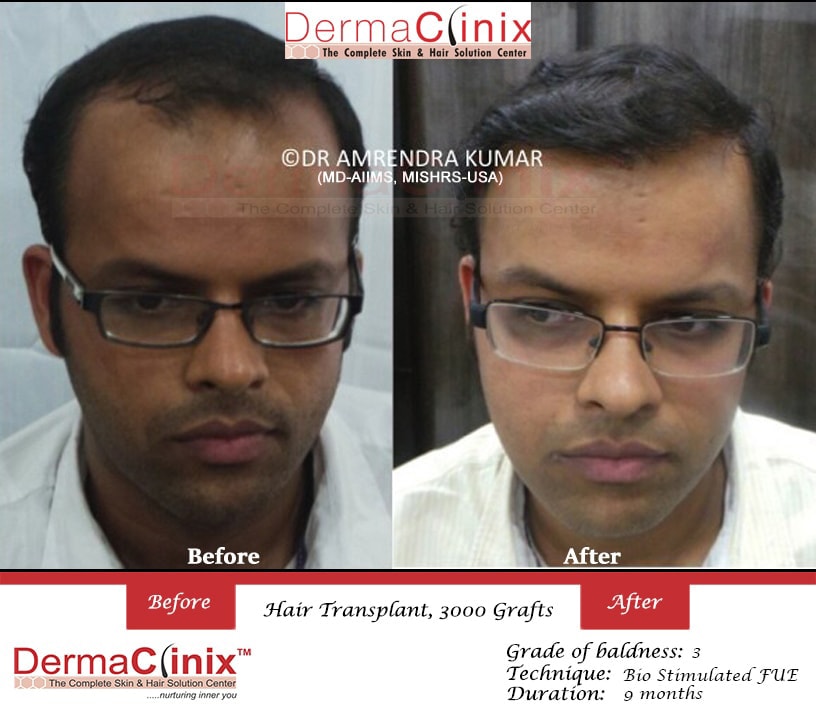 DermaClinix
The Complete Skin & Hair Solution Center
©DR AMRENDRA KUMAR
(MD-AIIMS, MISHRS-USA)
The Complete Skin & Hair Solution Center
Before
After
Before
Hair Transplant, 3000 Grafts
After
DermaClinix™
The Complete Skin & Hair Solution Center
.....nurturing inner you
Grade of baldness: 3
Technique: Bio Stimulated FUE
Duration: 9 months